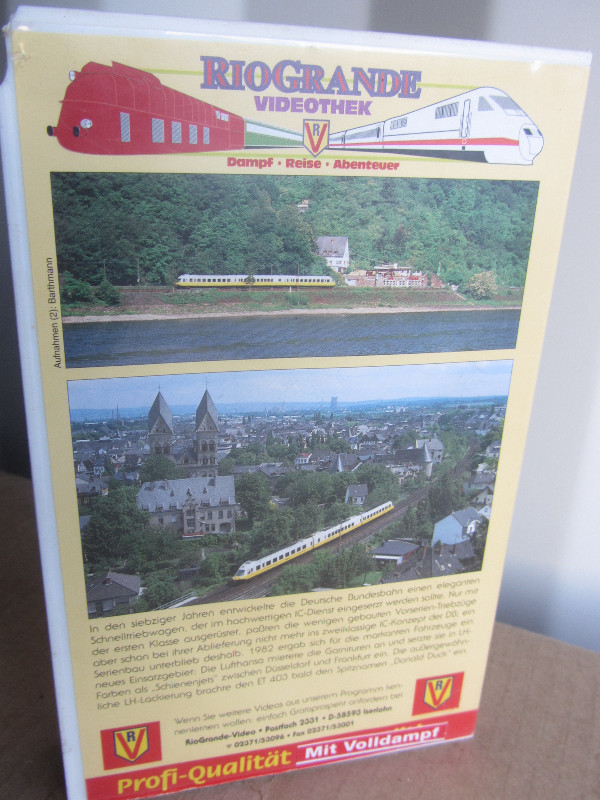 RIOGRANDE
VIDEOTHEK
Dampf · Reise · Abenteuer
Aufnahmen (2): Barthmann
In den siebziger Jahren entwickelte die Deutsche Bundesbahn einen eleganten
Schnelltriebwagen, der im hochwertigen IC-Dienst eingesetzt werden sollte. Nur mit
der ersten Klasse ausgerüstet, paßten die wenigen gebauten Vorserien-Triebzüge
aber schon bei ihrer Ablieferung nicht mehr ins zweiklassige IC-Konzept der DB; ein
Serienbau unterblieb deshalb. 1982 ergab sich für die markanten Fahrzeuge ein
neues Einsatzgebiet: Die Lufthansa mietete die Garnituren an und setzte sie in LH-
Farben als „Schienenjets" zwischen Düsseldorf und Frankfurt ein. Die außergewöhn-
liche LH-Lackierung brachte den ET 403 bald den Spitznamen „Donald Duck" ein.
Wenn Sie weitere Videos aus unserem Programm ken-
nenlernen wollen: einfach Gratisprospekt anfordern bei
RioGrande-Video • Postfach 2331 • D-58593 Iserlohn
02371/53096 • Fax 02371/53001
R
V
R
V
R
V
Profi-Qualität Mit Volldampf